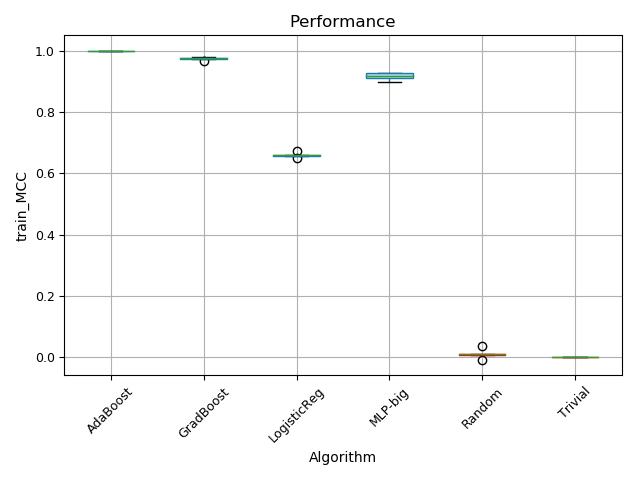 Performance
train_MCC
1.0
0.8
0.6
0.4
0.2
0.0
AdaBoost
GradBoost
LogisticReg
MLP-big
Random
Trivial
Algorithm